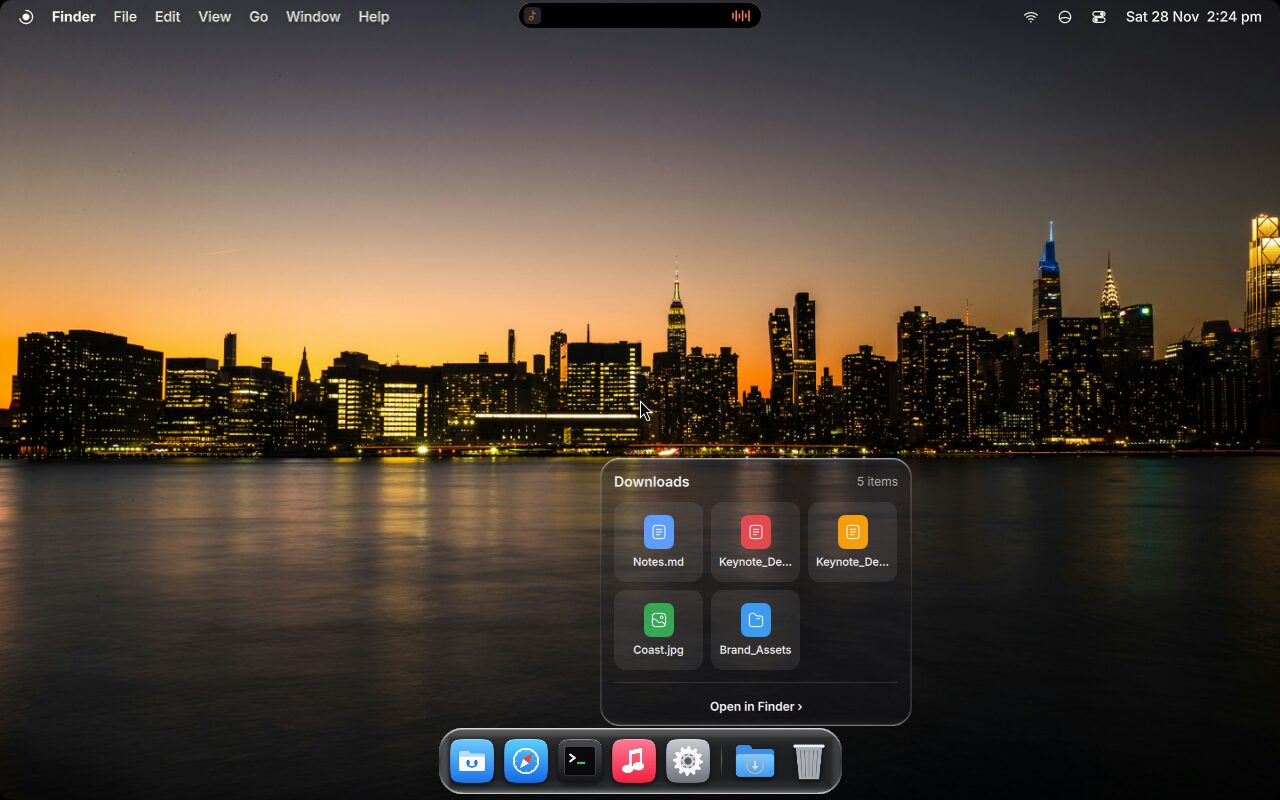 Finder File Edit View Go Window Help Sat 28 Nov 2:24 pm
Downloads 5 items
Notes.md Keynote_De... Keynote_De...
Coast.jpg Brand_Assets
Open in Finder ›
>_